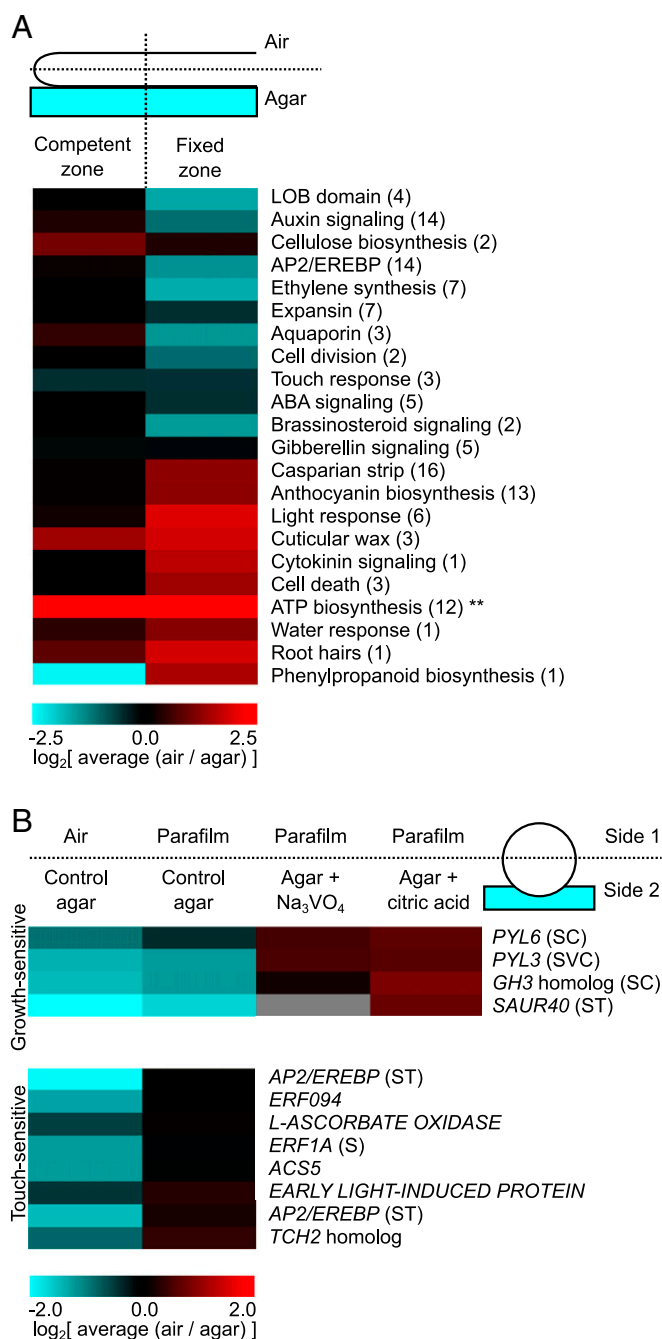 A
Air
Agar
Competent zone
Fixed zone
LOB domain (4)
Auxin signaling (14)
Cellulose biosynthesis (2)
AP2/EREBP (14)
Ethylene synthesis (7)
Expansin (7)
Aquaporin (3)
Cell division (2)
Touch response (3)
ABA signaling (5)
Brassinosteroid signaling (2)
Gibberellin signaling (5)
Casparian strip (16)
Anthocyanin biosynthesis (13)
Light response (6)
Cuticular wax (3)
Cytokinin signaling (1)
Cell death (3)
ATP biosynthesis (12) **
Water response (1)
Root hairs (1)
Phenylpropanoid biosynthesis (1)
-2.5 0.0 2.5
log₂[ average (air / agar) ]
B
Air Parafilm Parafilm Parafilm Side 1
Control agar
Control agar
Agar + Na₃VO₄
Agar + citric acid
Side 2
Growth-sensitive
PYL6 (SC)
PYL3 (SVC)
GH3 homolog (SC)
SAUR40 (ST)
Touch-sensitive
AP2/EREBP (ST)
ERF094
L-ASCORBATE OXIDASE
ERF1A (S)
ACS5
EARLY LIGHT-INDUCED PROTEIN
AP2/EREBP (ST)
TCH2 homolog
-2.0 0.0 2.0
log₂[ average (air / agar) ]